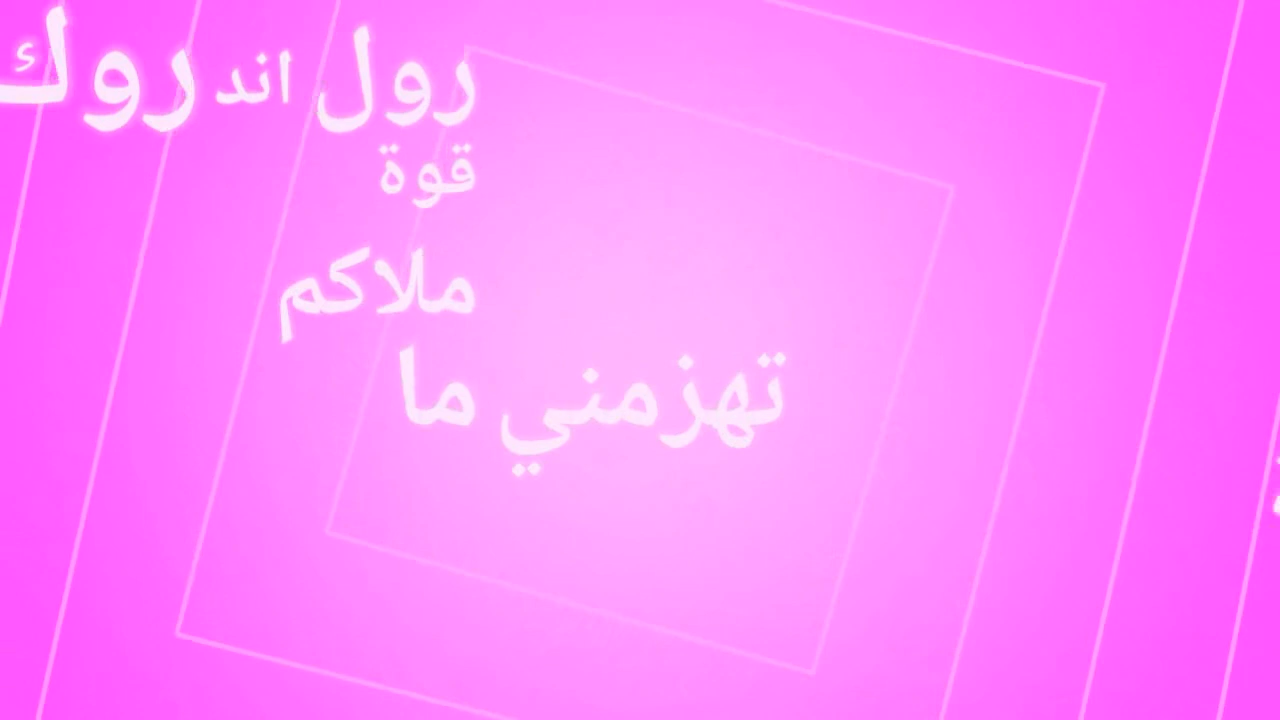 رول اند روك
قوة
ملاكم
تهزمني ما